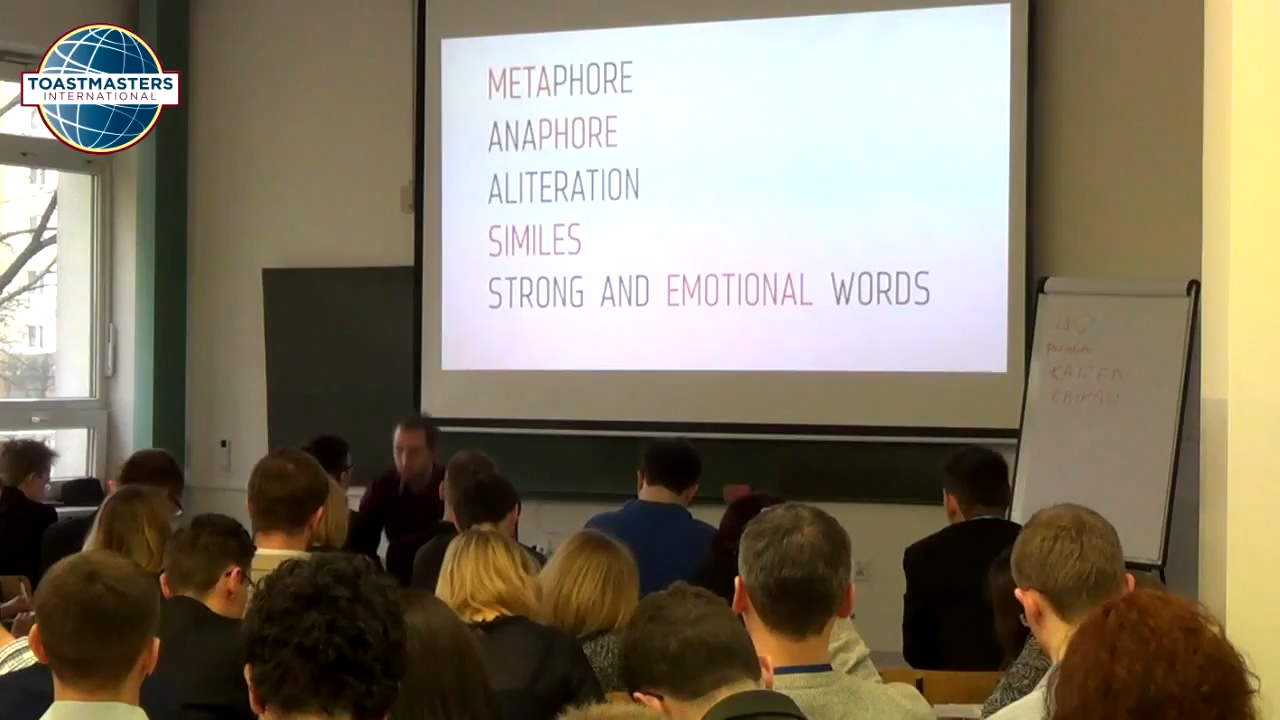 TOASTMASTERS
INTERNATIONAL
METAPHORE
ANAPHORE
ALITERATION
SIMILES
STRONG AND EMOTIONAL WORDS